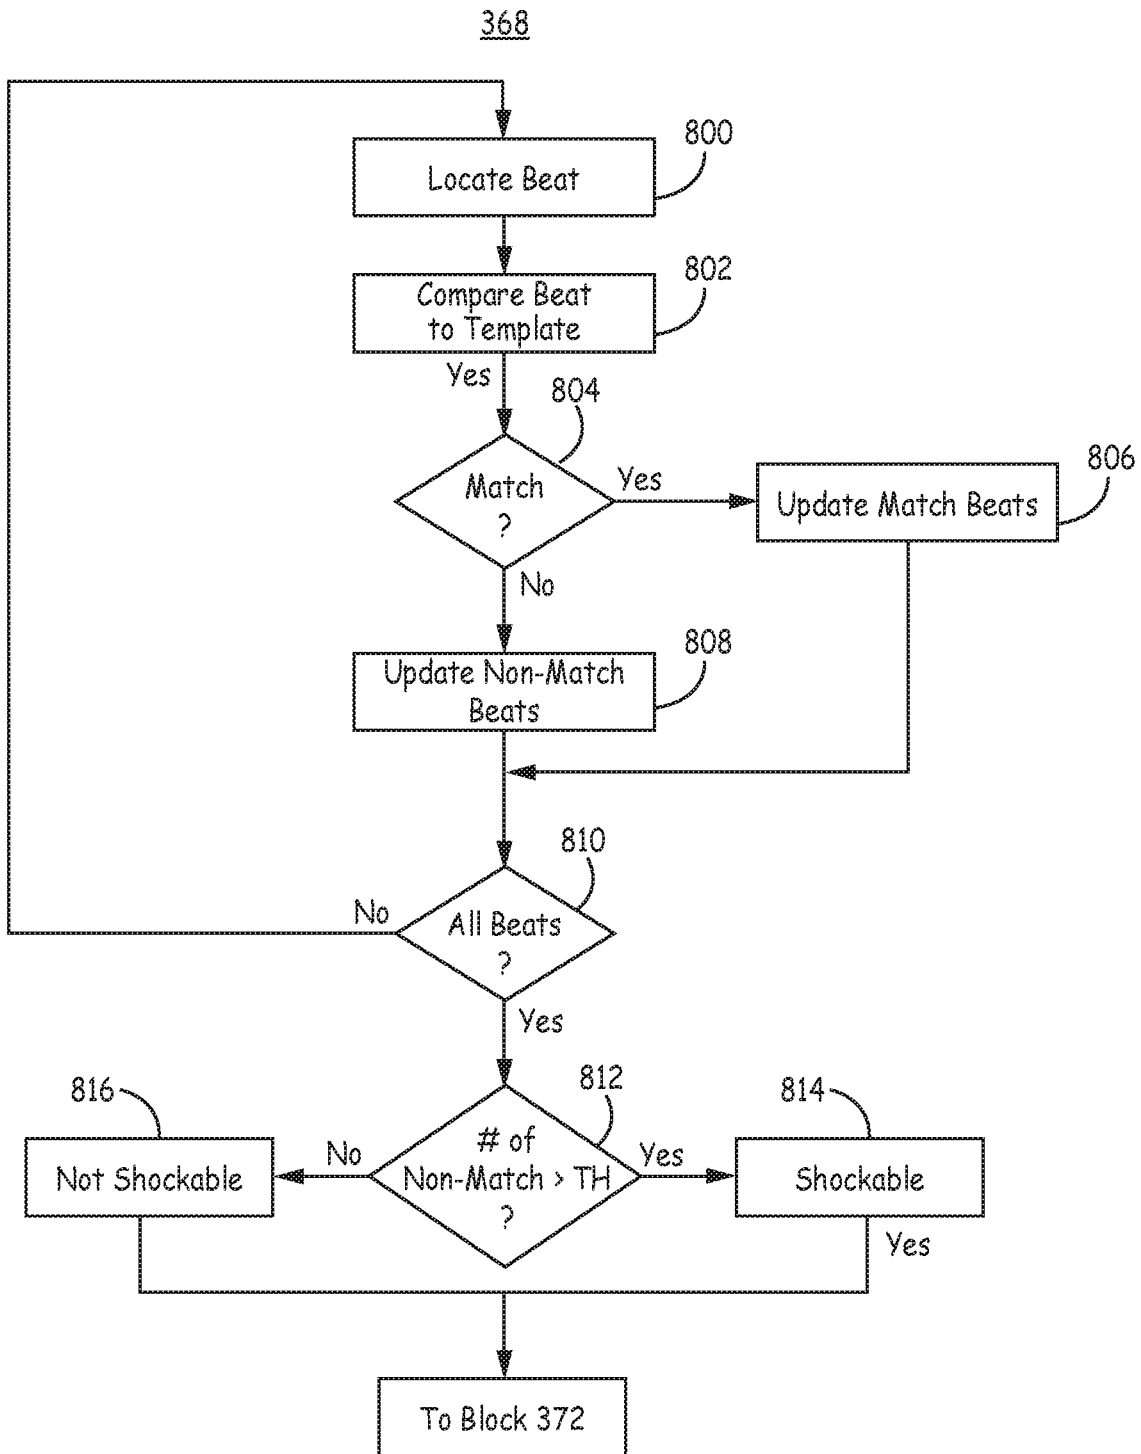 368
800
Locate Beat
802
Compare Beat
to Template
Yes
804
Match
?
Yes
806
Update Match Beats
No
808
Update Non-Match
Beats
810
No
All Beats
?
Yes
816
812
814
Not Shockable
No
# of
Non-Match > TH
?
Yes
Shockable
Yes
To Block 372